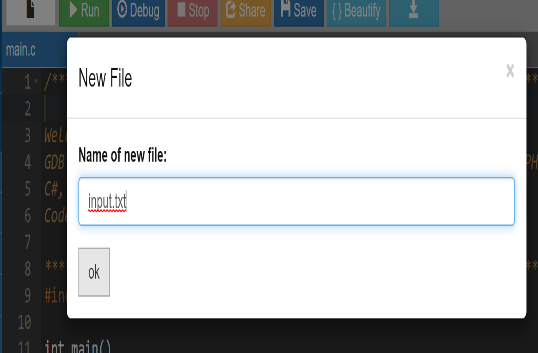 Run Debug Stop Share Save {} Beautify
main.c
New File
×
1 /**
2
3 Wel
Name of new file:
4 GDB PH
5 C#,
input.txt
6 Cod
7
ok
8 *** **
9 #in
10
11 int main()